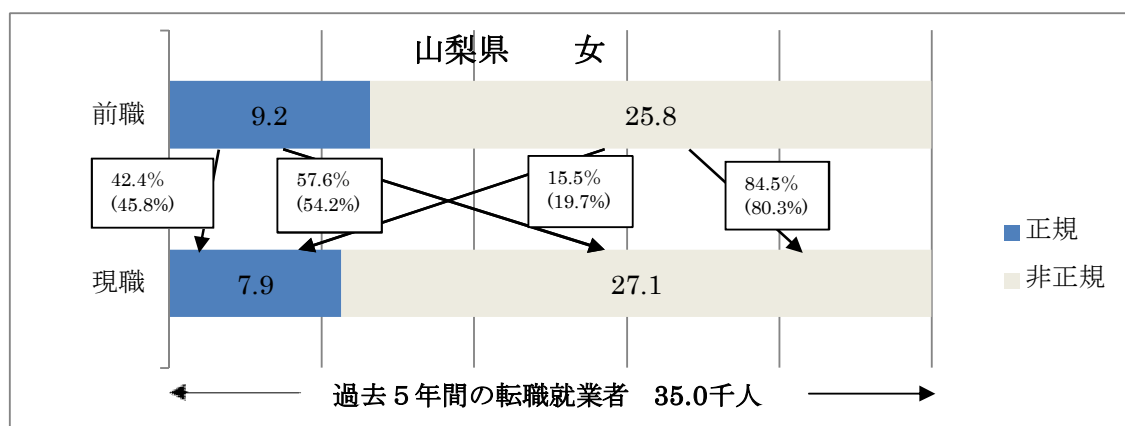 山梨県　　女
前職
9.2
25.8
42.4%
(45.8%)
57.6%
(54.2%)
15.5%
(19.7%)
84.5%
(80.3%)
正規
非正規
現職
7.9
27.1
過去５年間の転職就業者　35.0千人